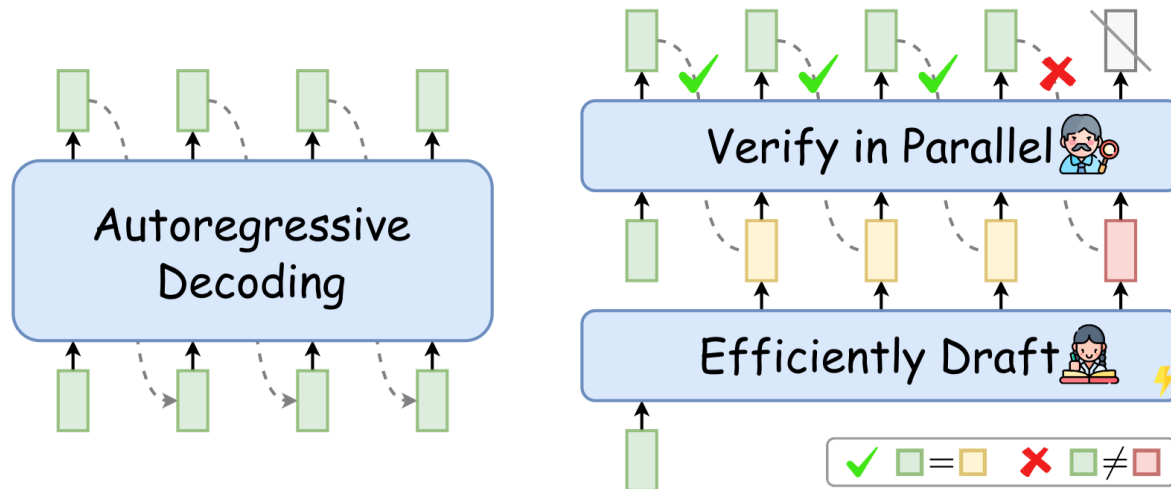 Autoregressive
Decoding
Verify in Parallel
Efficiently Draft
= ≠